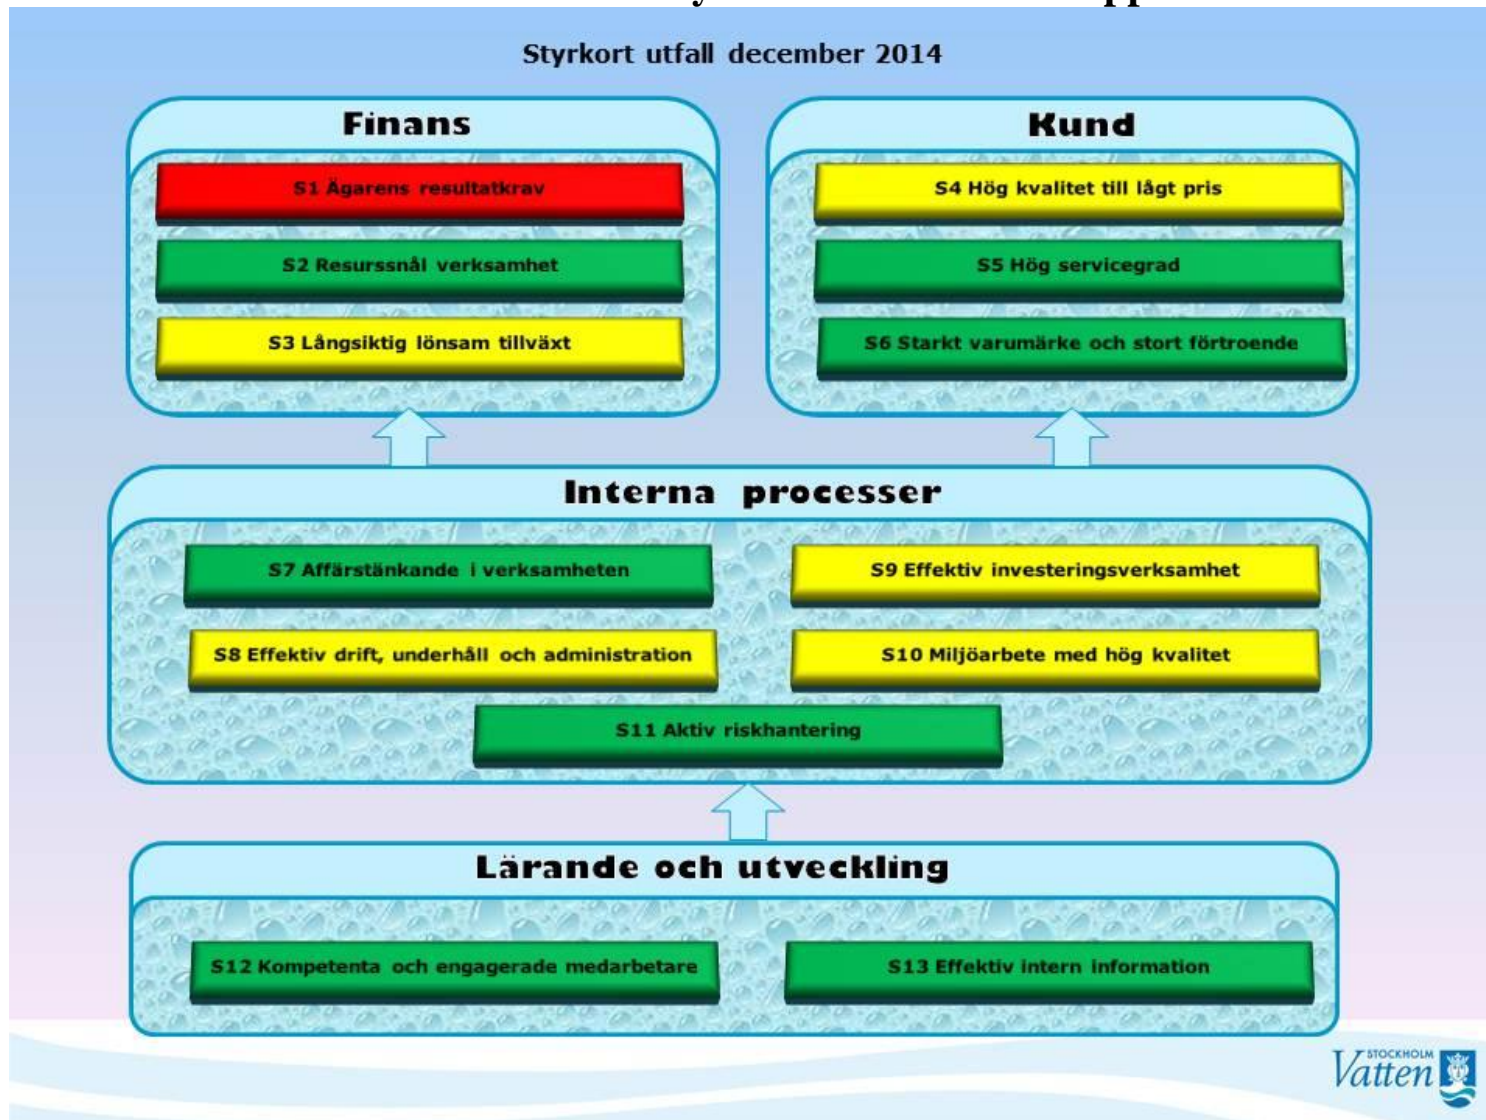 Styrkort utfall december 2014
Finans
S1 Ägarens resultatkrav
S2 Resurssnål verksamhet
S3 Långsiktig lönsam tillväxt
Kund
S4 Hög kvalitet till lågt pris
S5 Hög servicegrad
S6 Starkt varumärke och stort förtroende
Interna processer
S7 Affärstänkande i verksamheten
S9 Effektiv investeringsverksamhet
S8 Effektiv drift, underhåll och administration
S10 Miljöarbete med hög kvalitet
S11 Aktiv riskhantering
Lärande och utveckling
S12 Kompetenta och engagerade medarbetare
S13 Effektiv intern information
STOCKHOLM
Vatten